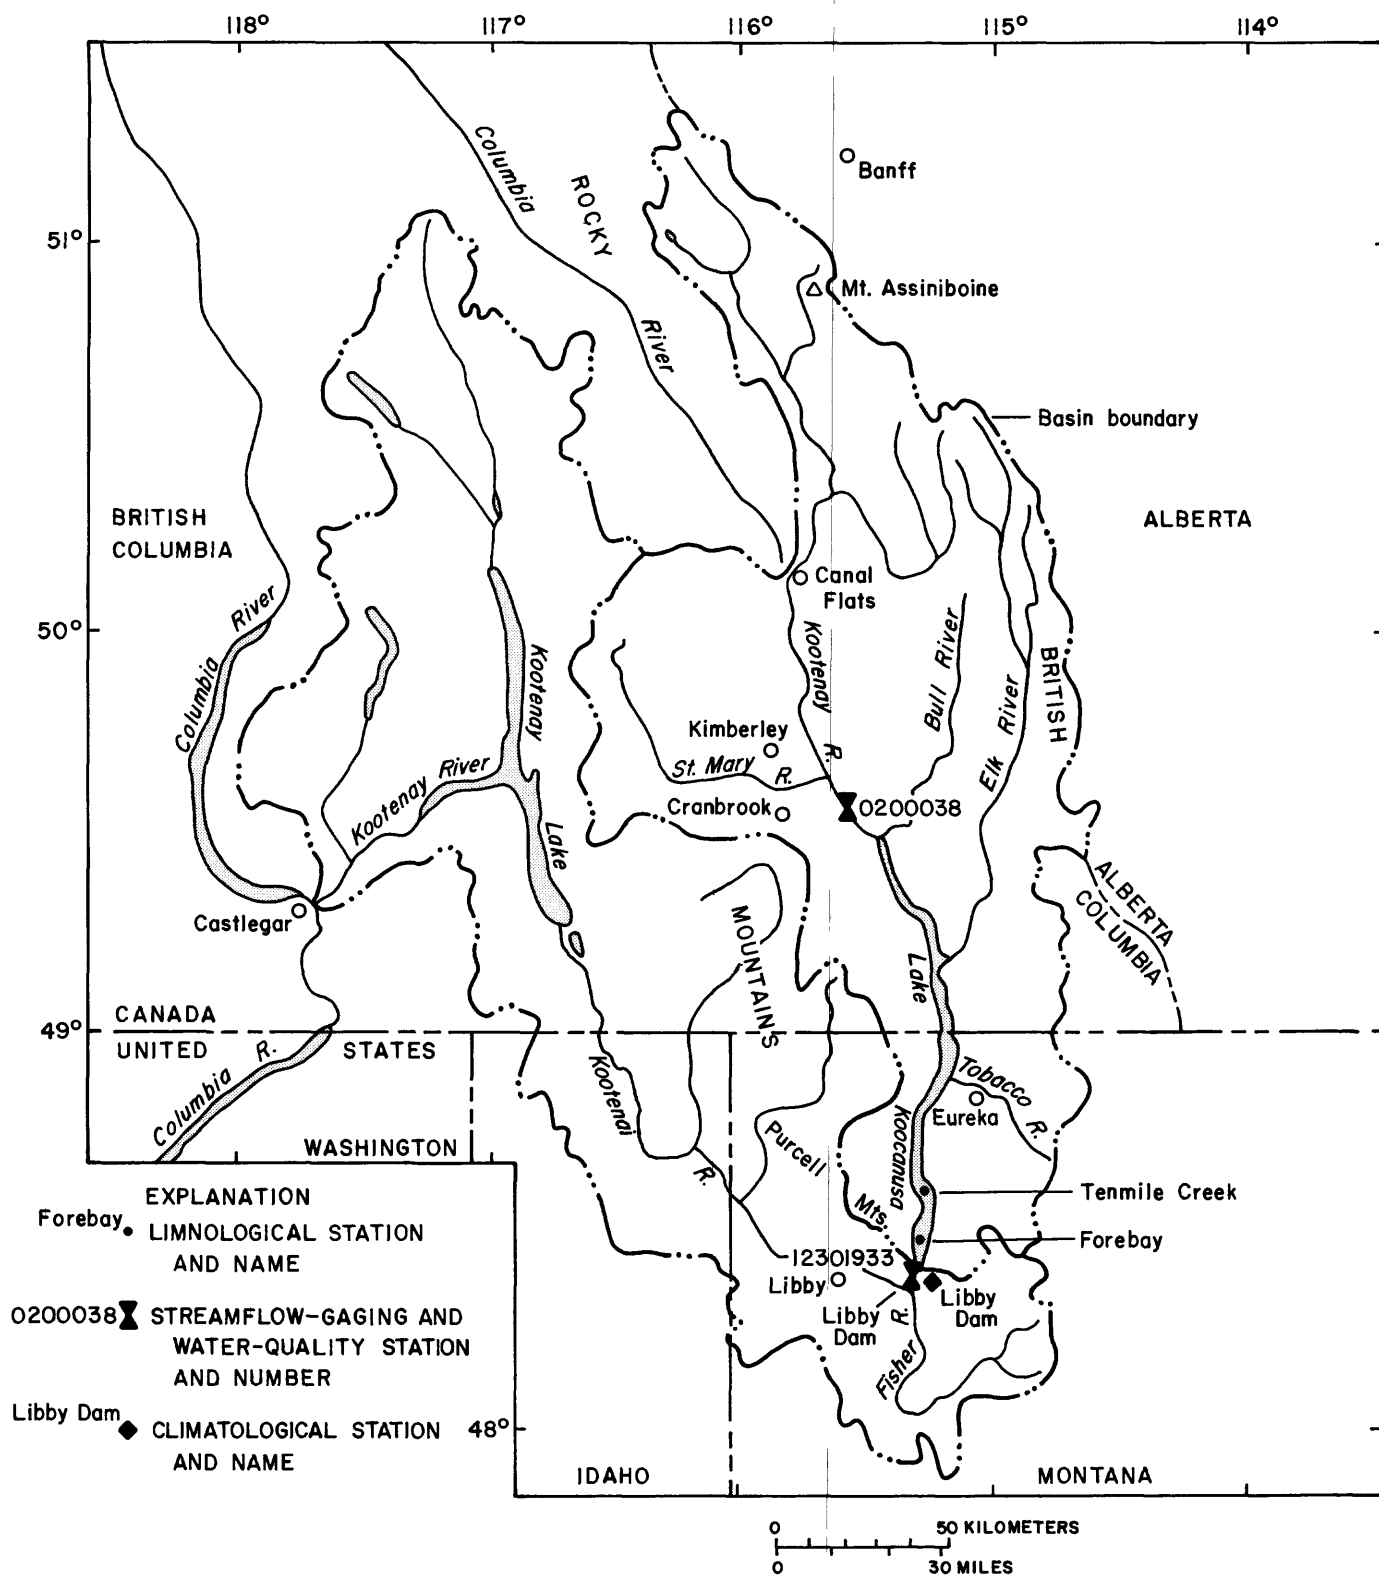 118° 117° 116° 115° 114°
Columbia
ROCKY
Banff
51°
Mt. Assiniboine
River
Basin boundary
BRITISH
COLUMBIA
ALBERTA
Canal
Flats
50°
River
Columbia
Kootenay
Kootenay
R.
Bull River
Elk River
BRITISH
Kimberley
St. Mary R.
Kootenay River
Cranbrook
0200038
Lake
ALBERTA
COLUMBIA
Castlegar
MOUNTAINS
Lake
49°
CANADA
UNITED STATES
Columbia R.
Kootenai
R.
Tobacco R.
Eureka
Koocanusa
WASHINGTON
Purcell
Mts.
Tenmile Creek
Forebay
12301933
Libby
Libby
Dam
Libby
Dam
Fisher R.
EXPLANATION
Forebay
LIMNOLOGICAL STATION
AND NAME
0200038
STREAMFLOW-GAGING AND
WATER-QUALITY STATION
AND NUMBER
Libby Dam
CLIMATOLOGICAL STATION
AND NAME
48°
IDAHO
MONTANA
0 50 KILOMETERS
0 30 MILES